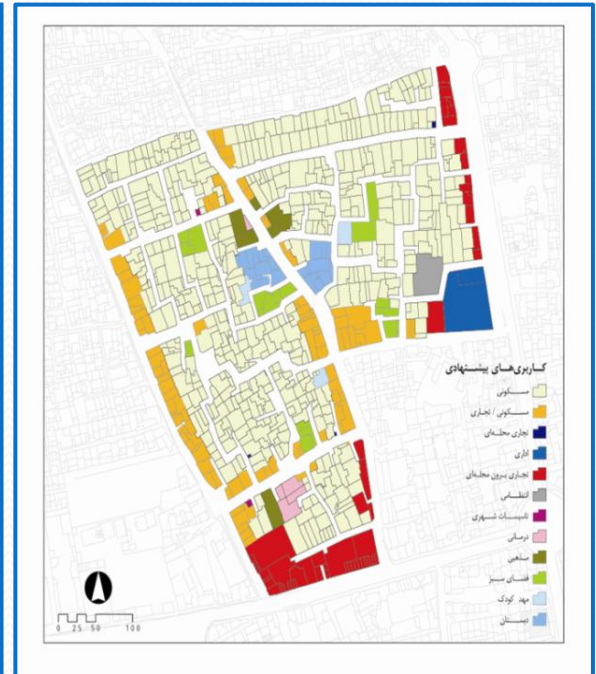 کاربری‌های پیشنهادی
مسکونی
مسکونی / تجاری
تجاری محله‌ای
اداری
تجاری برون محله‌ای
انتظامی
تاسیسات شهری
درمانی
مذهبی
فضای سبز
مهد کودک
دبستان
0 25 50 100